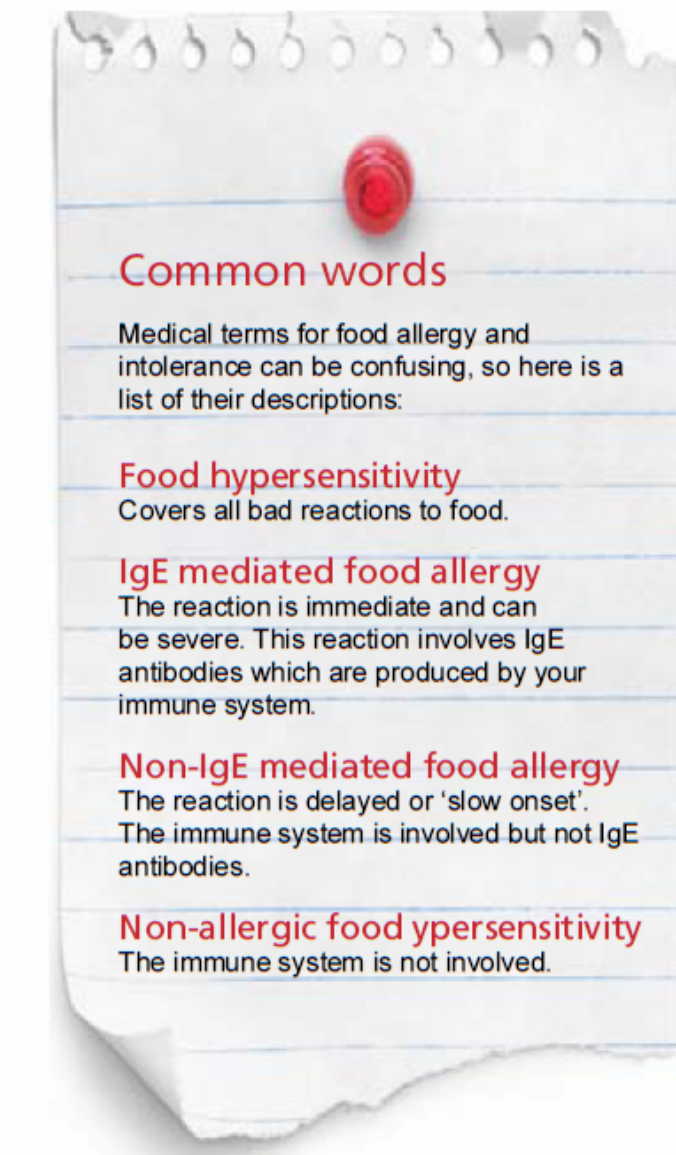 Common words
Medical terms for food allergy and
intolerance can be confusing, so here is a
list of their descriptions:
Food hypersensitivity
Covers all bad reactions to food.
IgE mediated food allergy
The reaction is immediate and can
be severe. This reaction involves IgE
antibodies which are produced by your
immune system.
Non-IgE mediated food allergy
The reaction is delayed or ‘slow onset’.
The immune system is involved but not IgE
antibodies.
Non-allergic food ypersensitivity
The immune system is not involved.